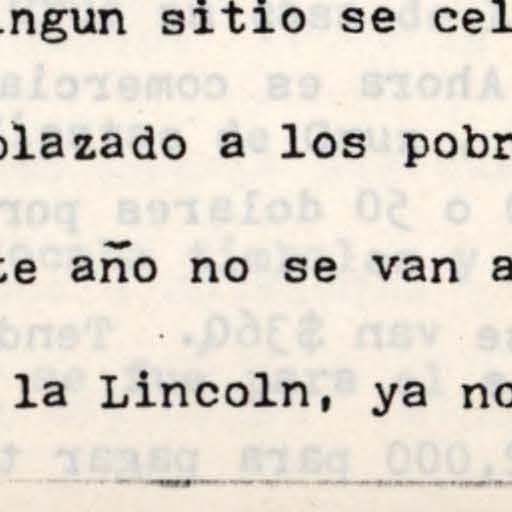 ingun sitio se cel
plazado a los pobr
te año no se van a
la Lincoln, ya no